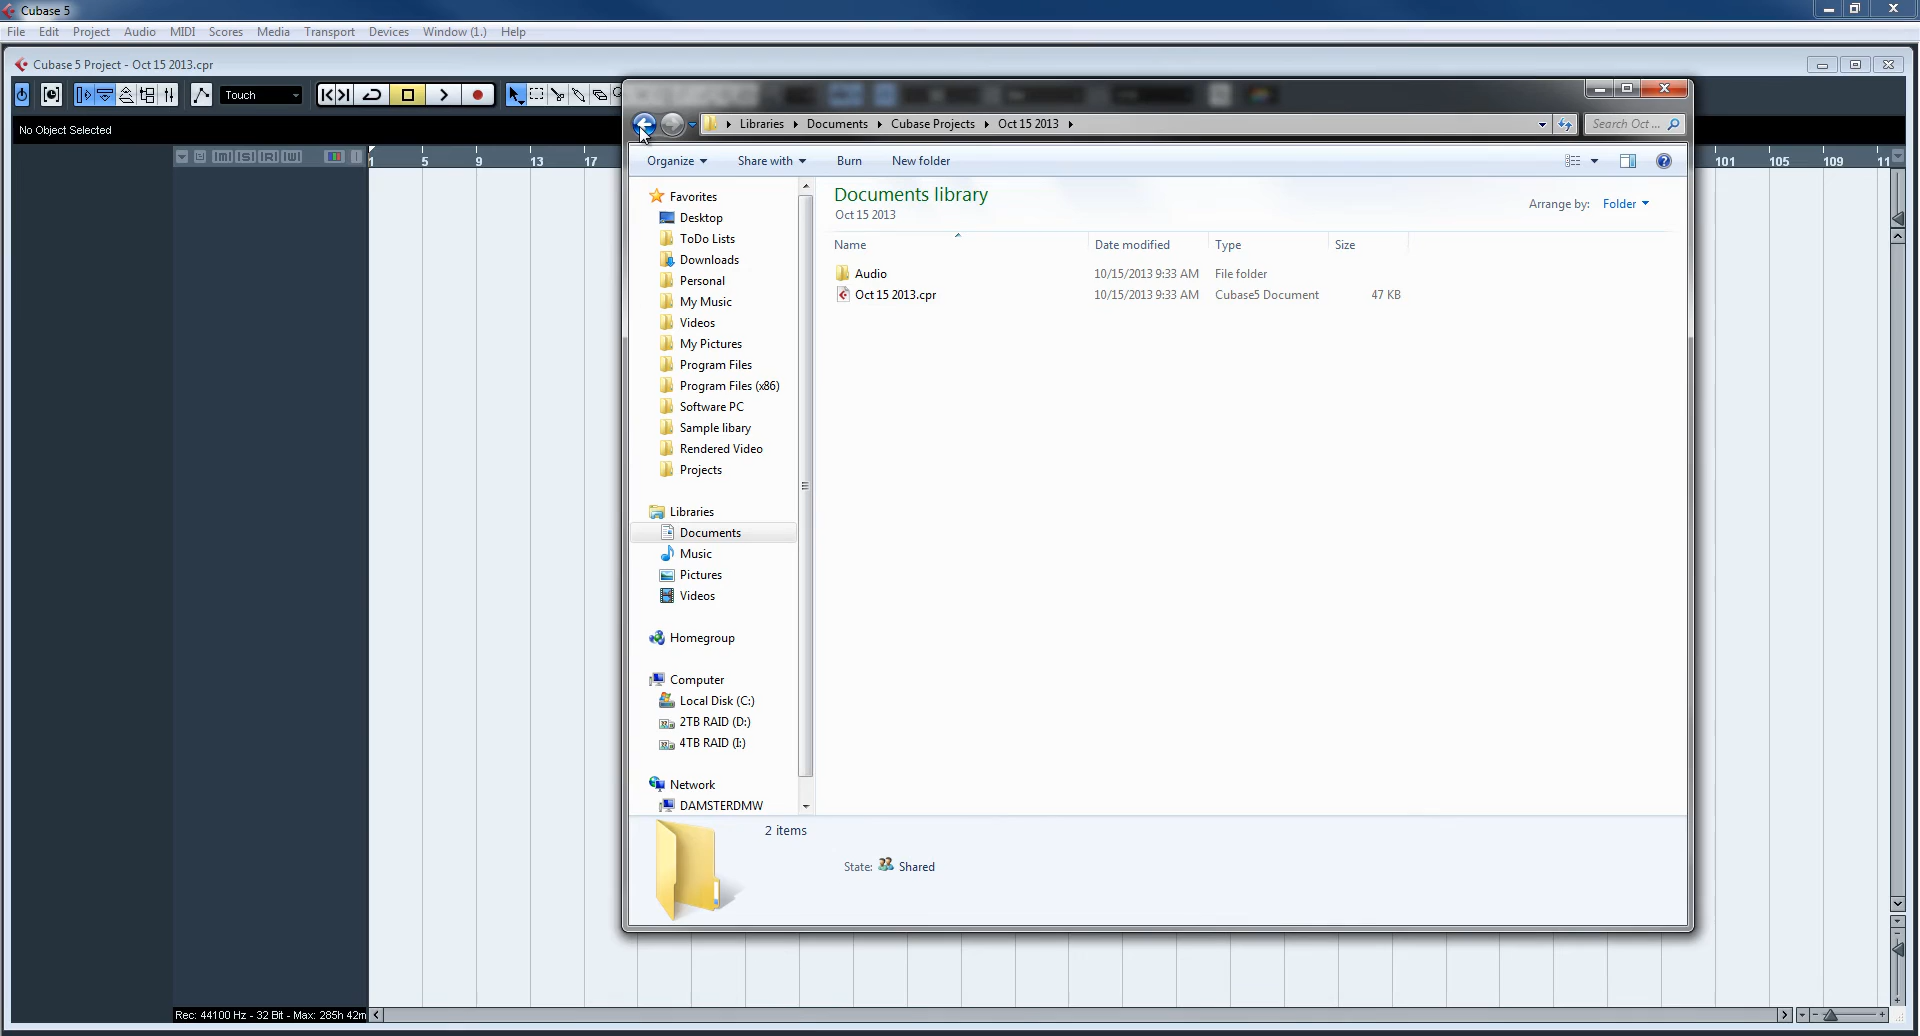 Cubase 5
File Edit Project Audio MIDI Scores Media Transport Devices Window (1.) Help
Cubase 5 Project - Oct 15 2013.cpr
Touch
No Object Selected
1 5 9 13 17 101 105 109 11
Libraries Documents Cubase Projects Oct 15 2013
Search Oct ...
Organize Share with Burn New folder
Favorites
Desktop
ToDo Lists
Downloads
Personal
My Music
Videos
My Pictures
Program Files
Program Files (x86)
Software PC
Sample libary
Rendered Video
Projects
Libraries
Documents
Music
Pictures
Videos
Homegroup
Computer
Local Disk (C:)
2TB RAID (D:)
4TB RAID (I:)
Network
DAMSTERDMW
Documents library
Oct 15 2013
Arrange by: Folder
Name Date modified Type Size
Audio 10/15/2013 9:33 AM File folder
Oct 15 2013.cpr 10/15/2013 9:33 AM Cubase5 Document 47 KB
2 items
State: Shared
Rec: 44100 Hz - 32 Bit - Max: 285h 42m